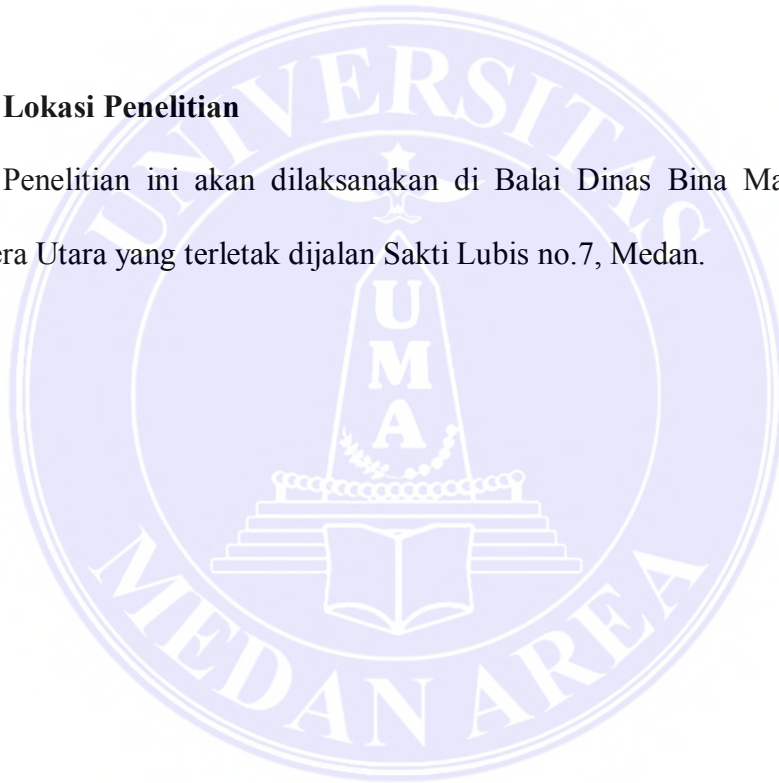 UNIVERSITAS
Lokasi Penelitian
Penelitian ini akan dilaksanakan di Balai Dinas Bina Ma
era Utara yang terletak dijalan Sakti Lubis no.7, Medan.
U
M
A
MEDAN AREA